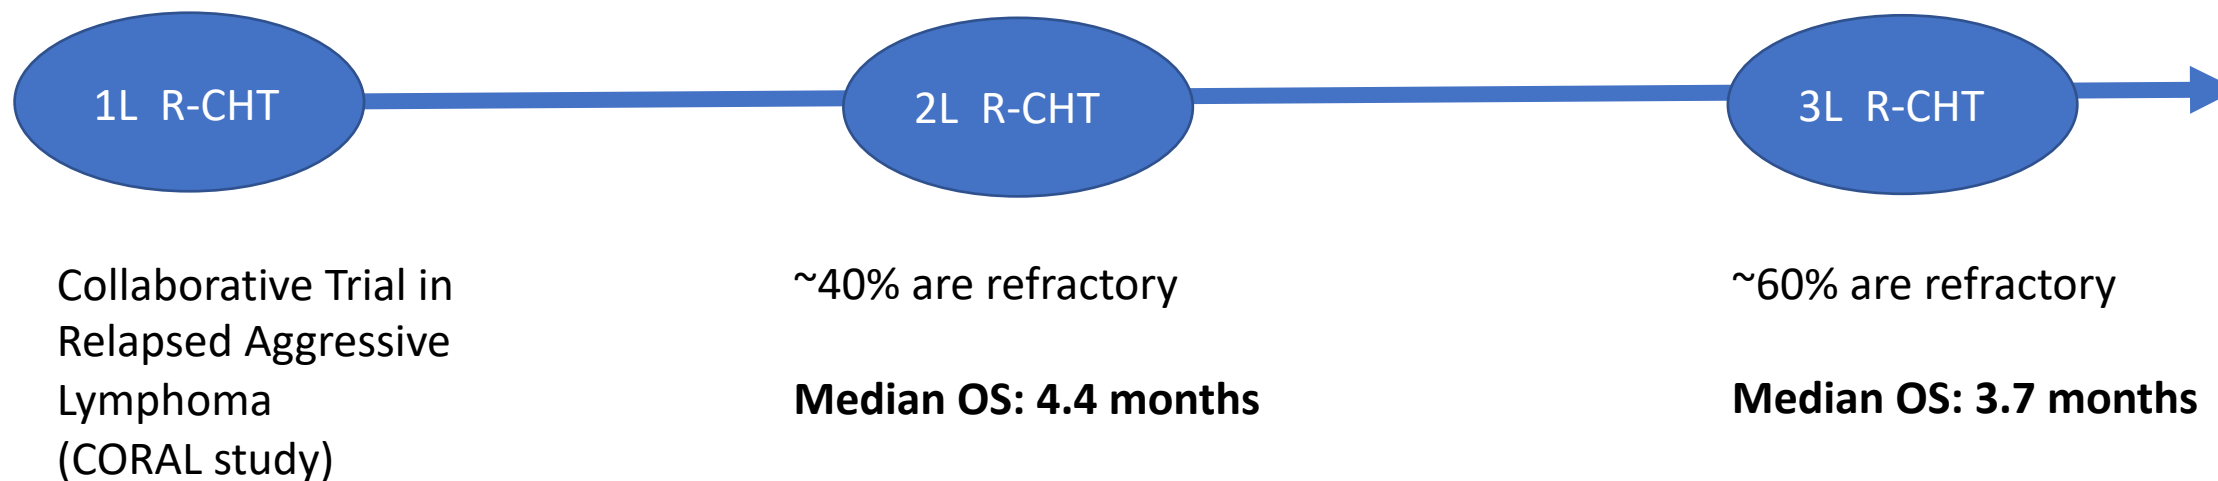 1L R-CHT
2L R-CHT
3L R-CHT
Collaborative Trial in
Relapsed Aggressive
Lymphoma
(CORAL study)
~40% are refractory
Median OS: 4.4 months
~60% are refractory
Median OS: 3.7 months